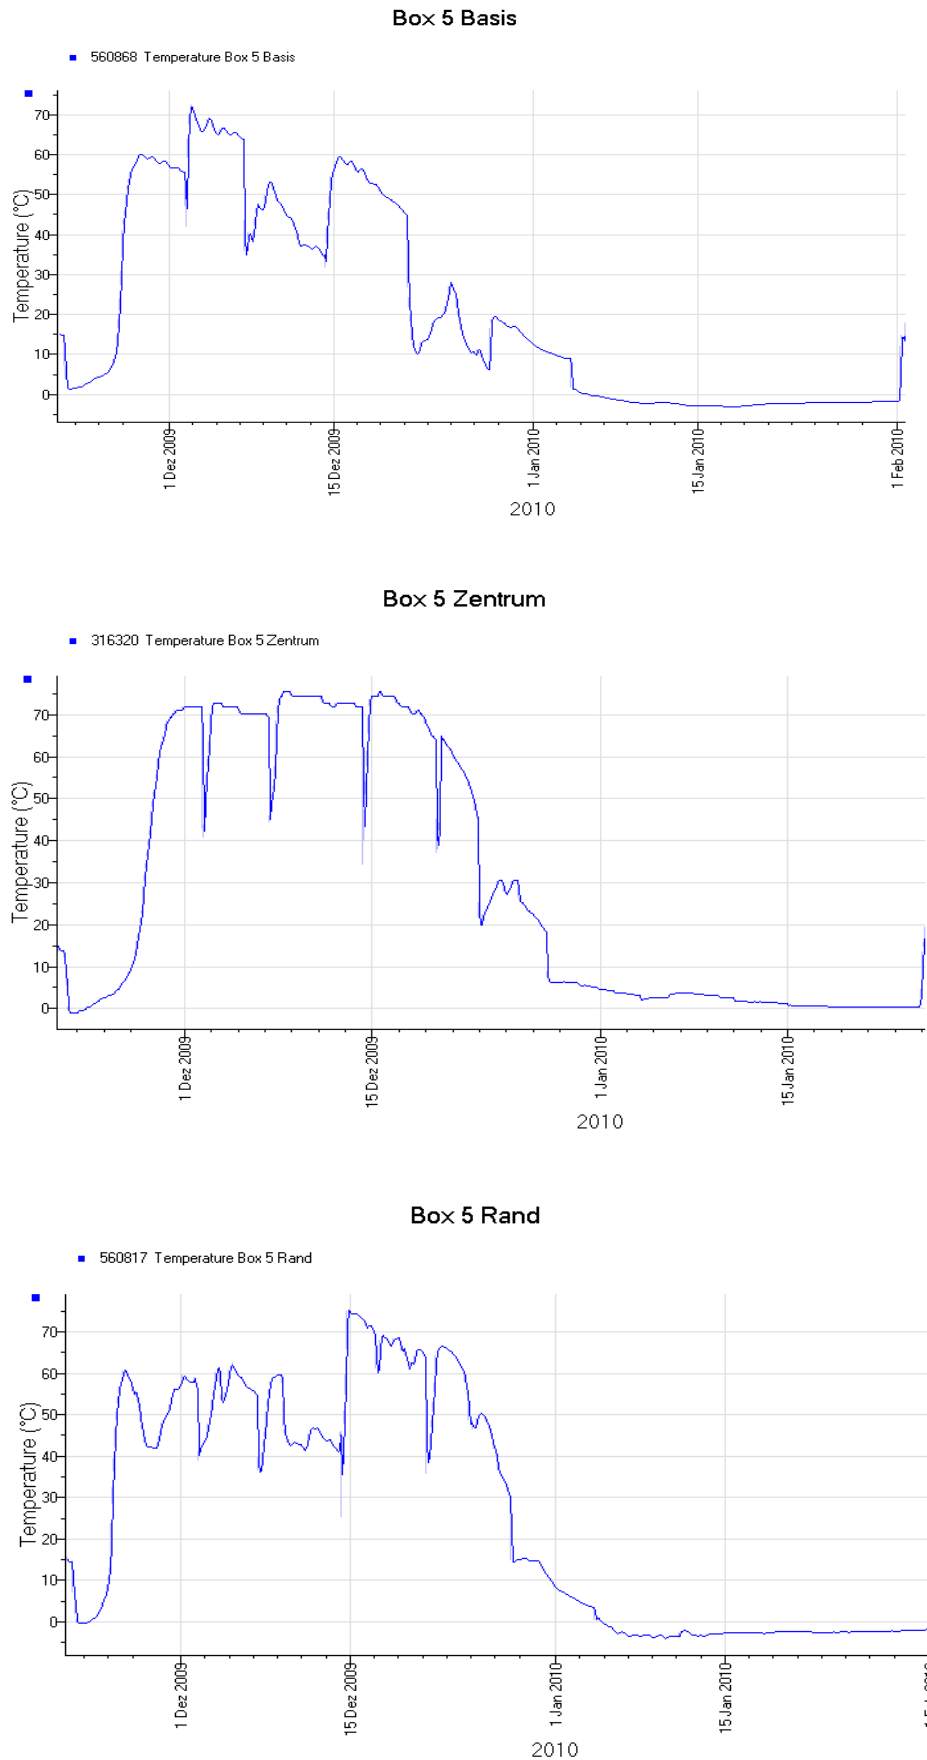 Box 5 Basis
560868 Temperature Box 5 Basis
Temperature (°C)
70
60
50
40
30
20
10
0
1 Dez 2009
15 Dez 2009
1 Jan 2010
15 Jan 2010
1 Feb 2010
2010
Box 5 Zentrum
316320 Temperature Box 5 Zentrum
Temperature (°C)
70
60
50
40
30
20
10
0
1 Dez 2009
15 Dez 2009
1 Jan 2010
15 Jan 2010
2010
Box 5 Rand
560817 Temperature Box 5 Rand
Temperature (°C)
70
60
50
40
30
20
10
0
1 Dez 2009
15 Dez 2009
1 Jan 2010
15 Jan 2010
2010